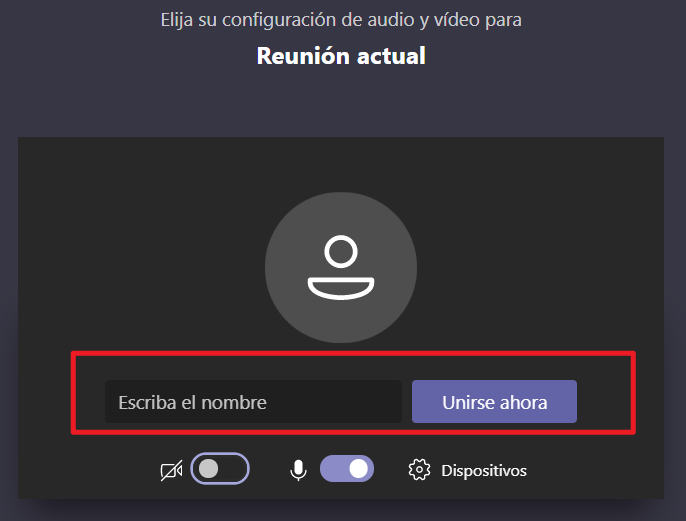 Elija su configuración de audio y vídeo para
Reunión actual
Escriba el nombre
Unirse ahora
Dispositivos